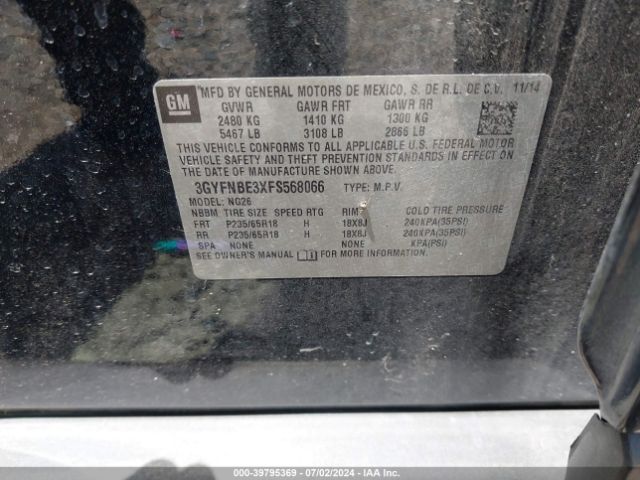 GM
MFD BY GENERAL MOTORS DE MEXICO, S. DE R.L. DE C.V. 11/14
GVWR GAWR FRT GAWR RR
2480 KG 1410 KG 1300 KG
5467 LB 3108 LB 2866 LB
THIS VEHICLE CONFORMS TO ALL APPLICABLE U.S. FEDERAL MOTOR
VEHICLE SAFETY AND THEFT PREVENTION STANDARDS IN EFFECT ON
THE DATE OF MANUFACTURE SHOWN ABOVE.
3GYFNBE3XFS568066 TYPE: M.P.V.
MODEL: NG26
NBBM TIRE SIZE SPEED RTG RIM COLD TIRE PRESSURE
FRT P235/65R18 H 18X8J 240KPA(35PSI)
RR P235/65R18 H 18X8J 240KPA(35PSI)
SPA NONE NONE KPA(PSI)
SEE OWNER'S MANUAL FOR MORE INFORMATION.
000-39795369 | 07/02/2024 | IAA Inc.